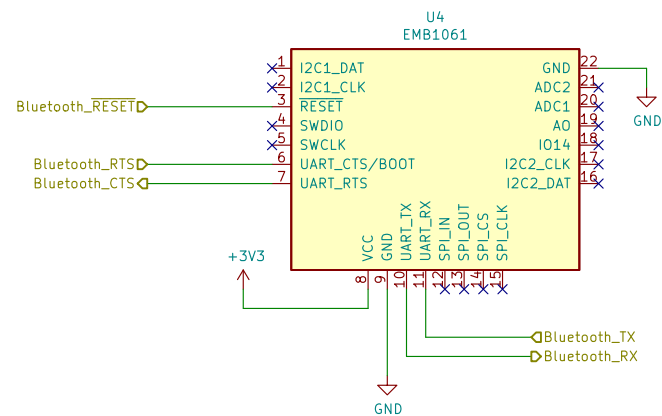 U4
EMB1061
1 I2C1_DAT
2 I2C1_CLK
Bluetooth_RESET 3 RESET
4 SWDIO
5 SWCLK
Bluetooth_RTS 6 UART_CTS/BOOT
Bluetooth_CTS 7 UART_RTS
GND 22
ADC2 21
ADC1 20
AO 19
IO14 18
I2C2_CLK 17
I2C2_DAT 16
GND
VCC 8
GND 9
UART_TX 10
UART_RX 11
SPI_IN 12
SPI_OUT 13
SPI_CS 14
SPI_CLK 15
+3V3
Bluetooth_TX
Bluetooth_RX
GND